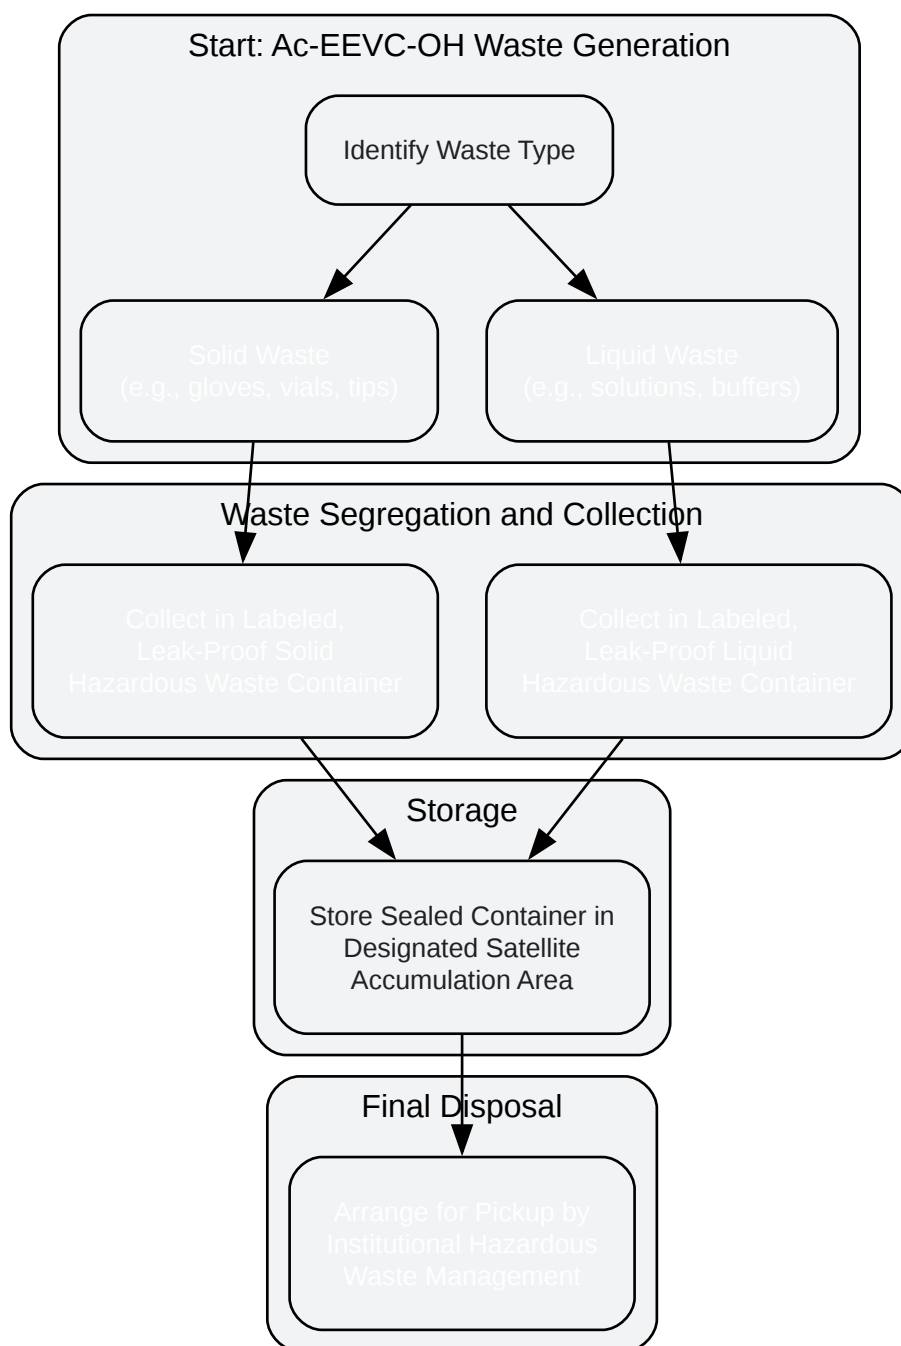 Start: Ac-EEVC-OH Waste Generation
Identify Waste Type
Solid Waste
(e.g., gloves, vials, tips)
Liquid Waste
(e.g., solutions, buffers)
Waste Segregation and Collection
Collect in Labeled,
Leak-Proof Solid
Hazardous Waste Container
Collect in Labeled,
Leak-Proof Liquid
Hazardous Waste Container
Storage
Store Sealed Container in
Designated Satellite
Accumulation Area
Final Disposal
Arrange for Pickup by
Institutional Hazardous
Waste Management